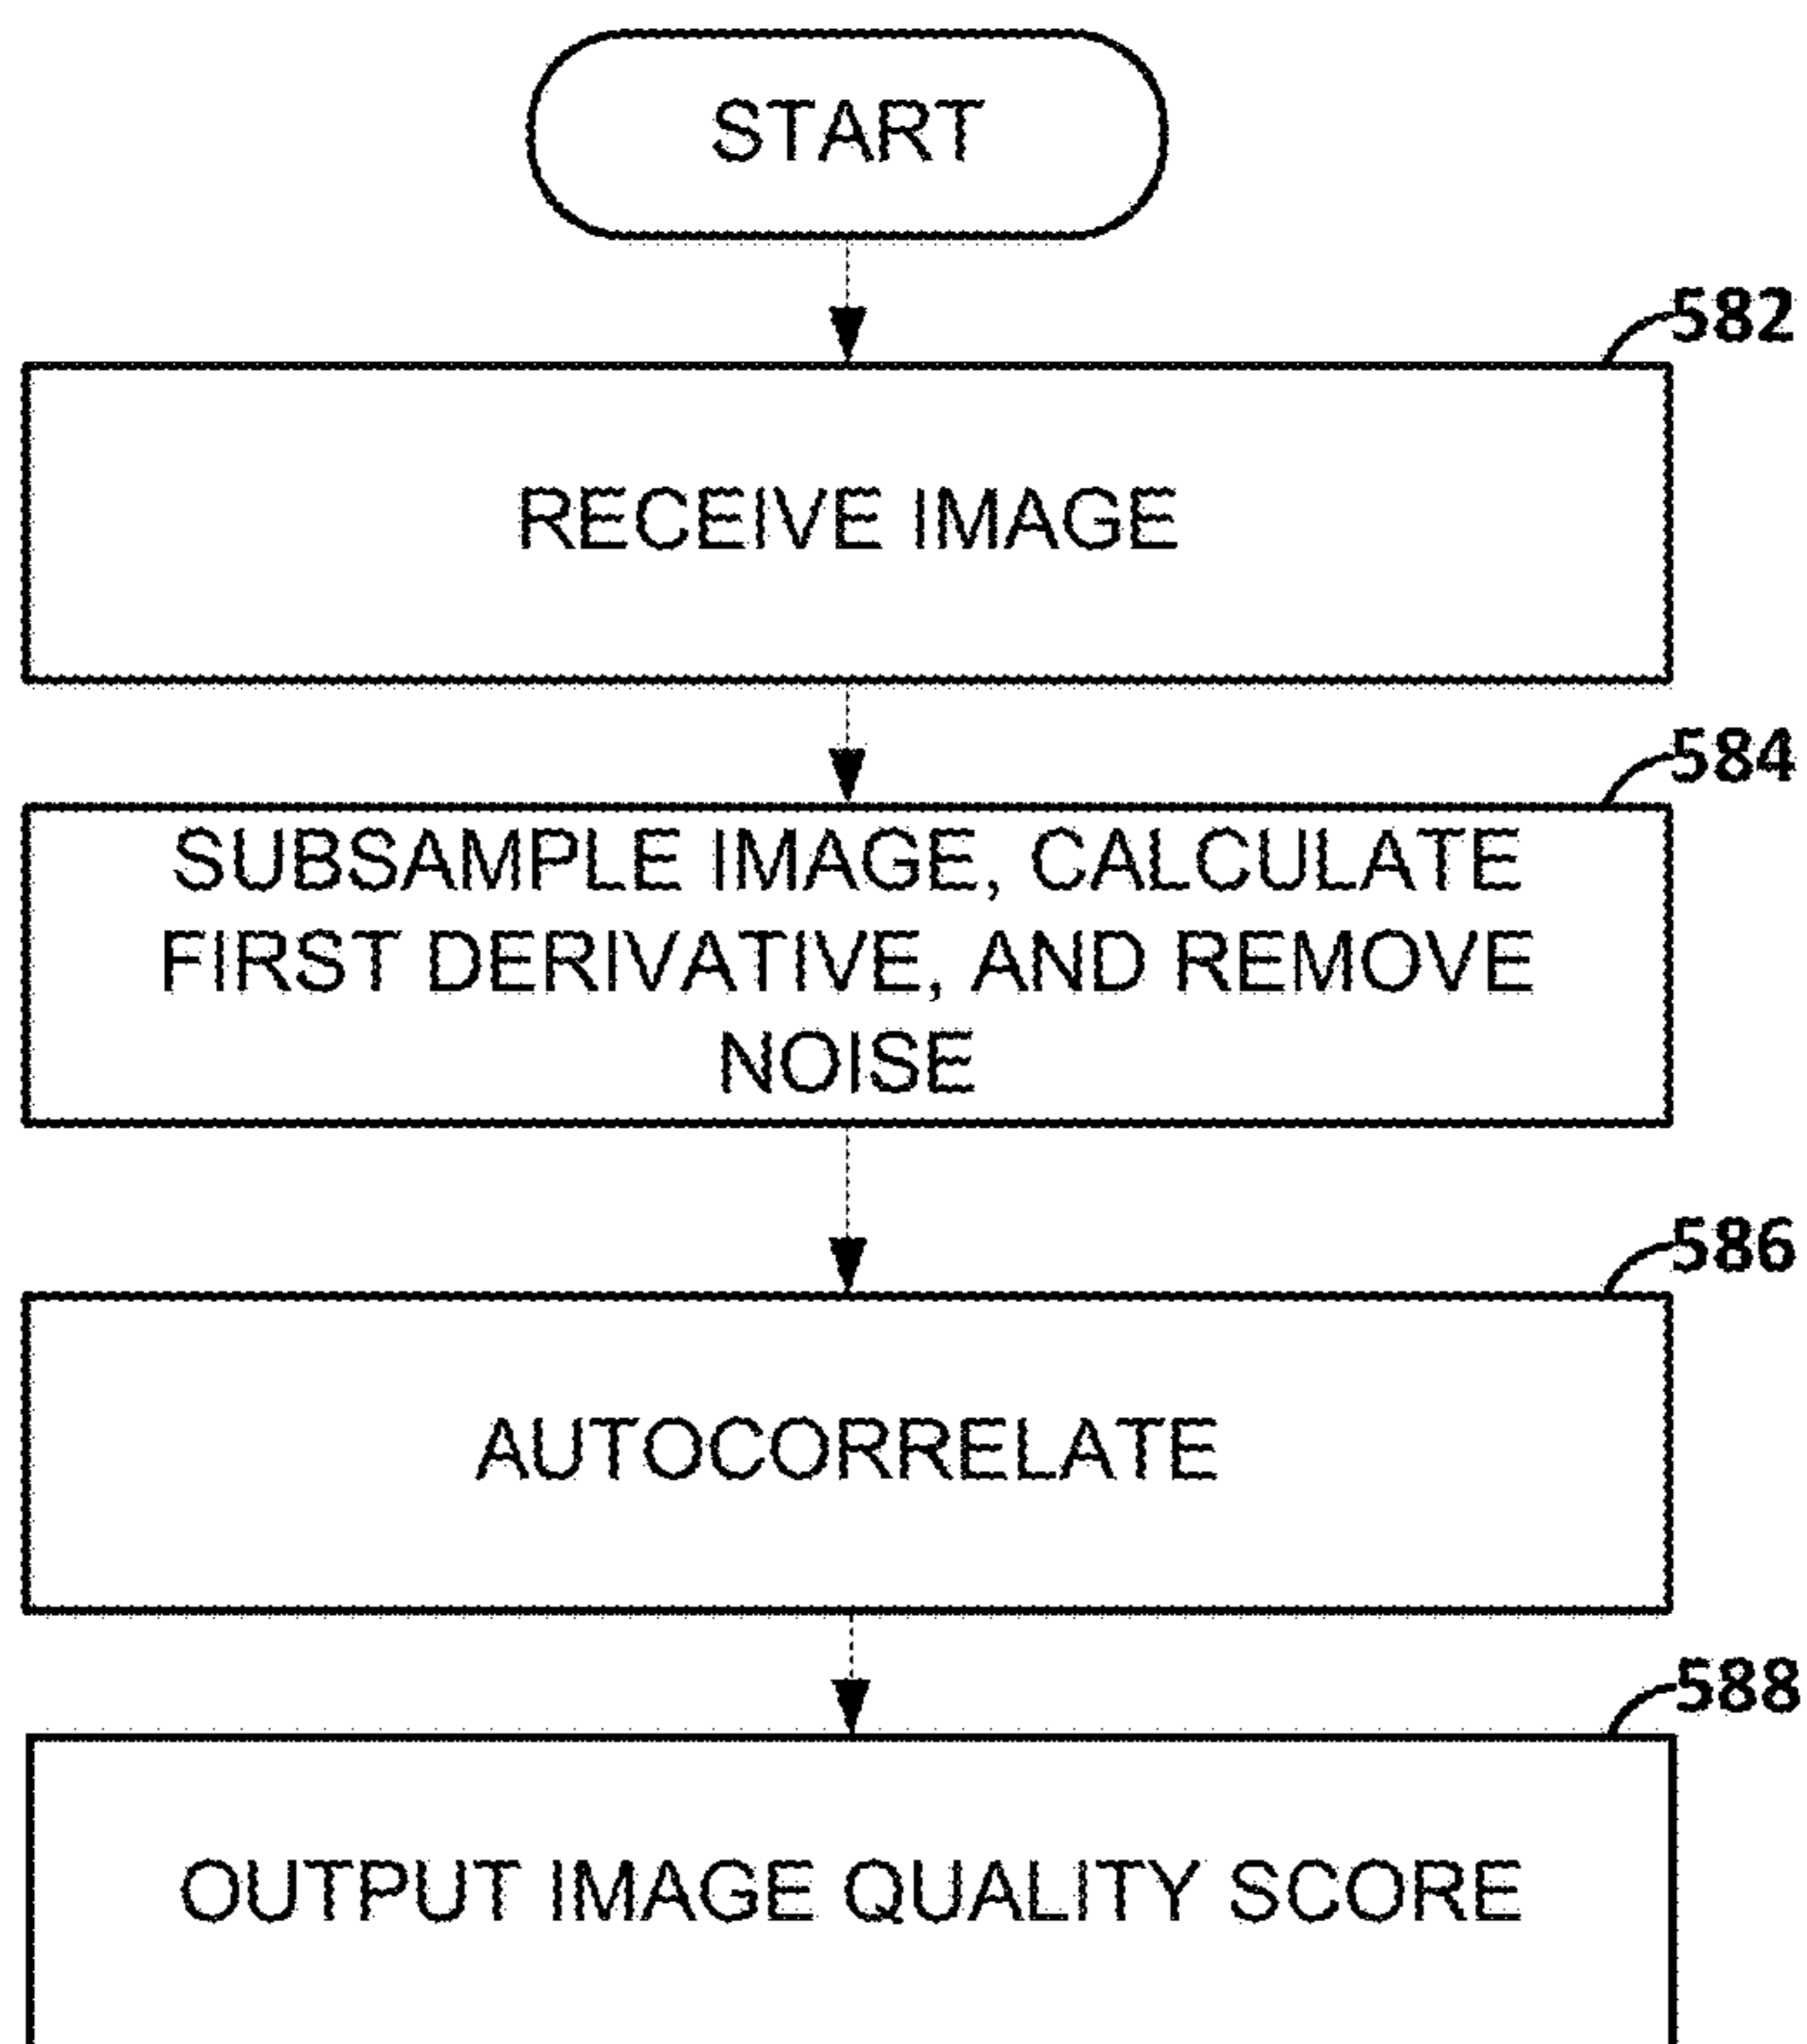 START
582
RECEIVE IMAGE
584
SUBSAMPLE IMAGE, CALCULATE
FIRST DERIVATIVE, AND REMOVE
NOISE
586
AUTOCORRELATE
588
OUTPUT IMAGE QUALITY SCORE